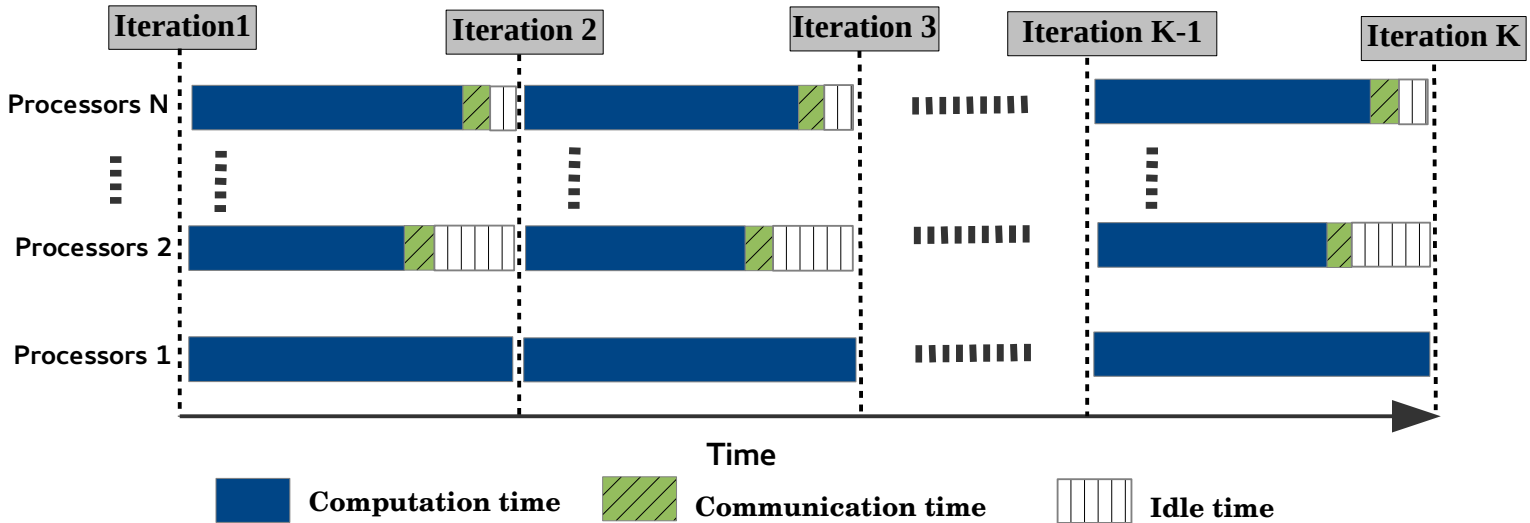 Iteration1
Iteration 2
Iteration 3
Iteration K-1
Iteration K
Processors N
Processors 2
Processors 1
Time
Computation time
Communication time
Idle time